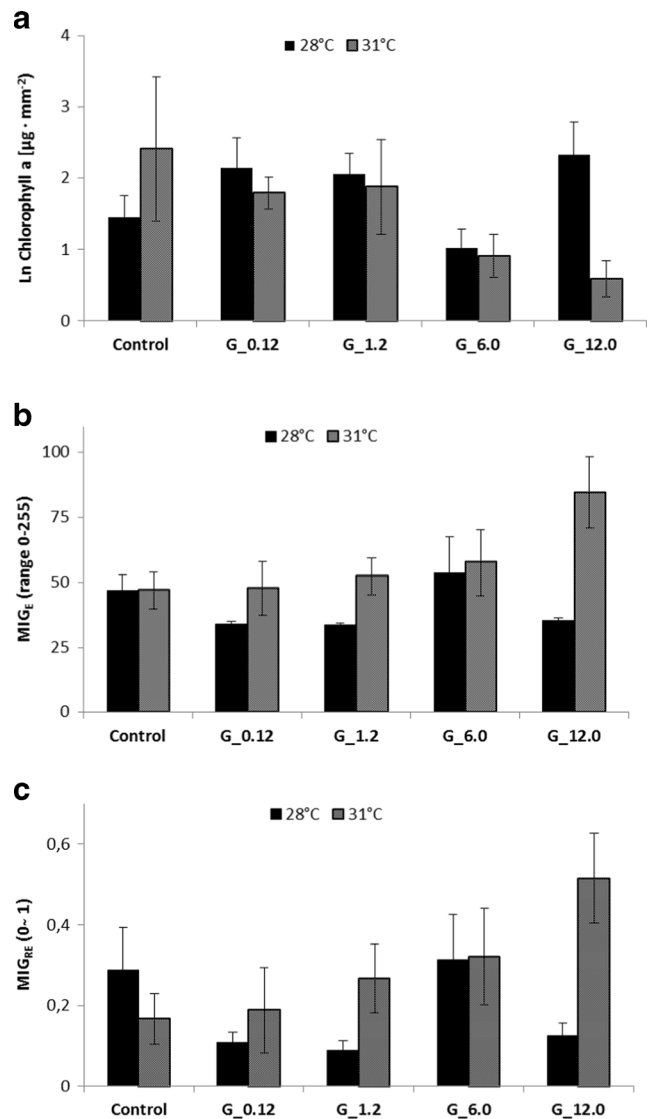 a
28°C 31°C
Ln Chlorophyll a [µg · mm-2]
4
3
2
1
0
Control G_0.12 G_1.2 G_6.0 G_12.0
b
28°C 31°C
MIGE (range 0-255)
100
75
50
25
0
Control G_0.12 G_1.2 G_6.0 G_12.0
c
28°C 31°C
MIGRE (0~ 1)
0,6
0,4
0,2
0
Control G_0.12 G_1.2 G_6.0 G_12.0